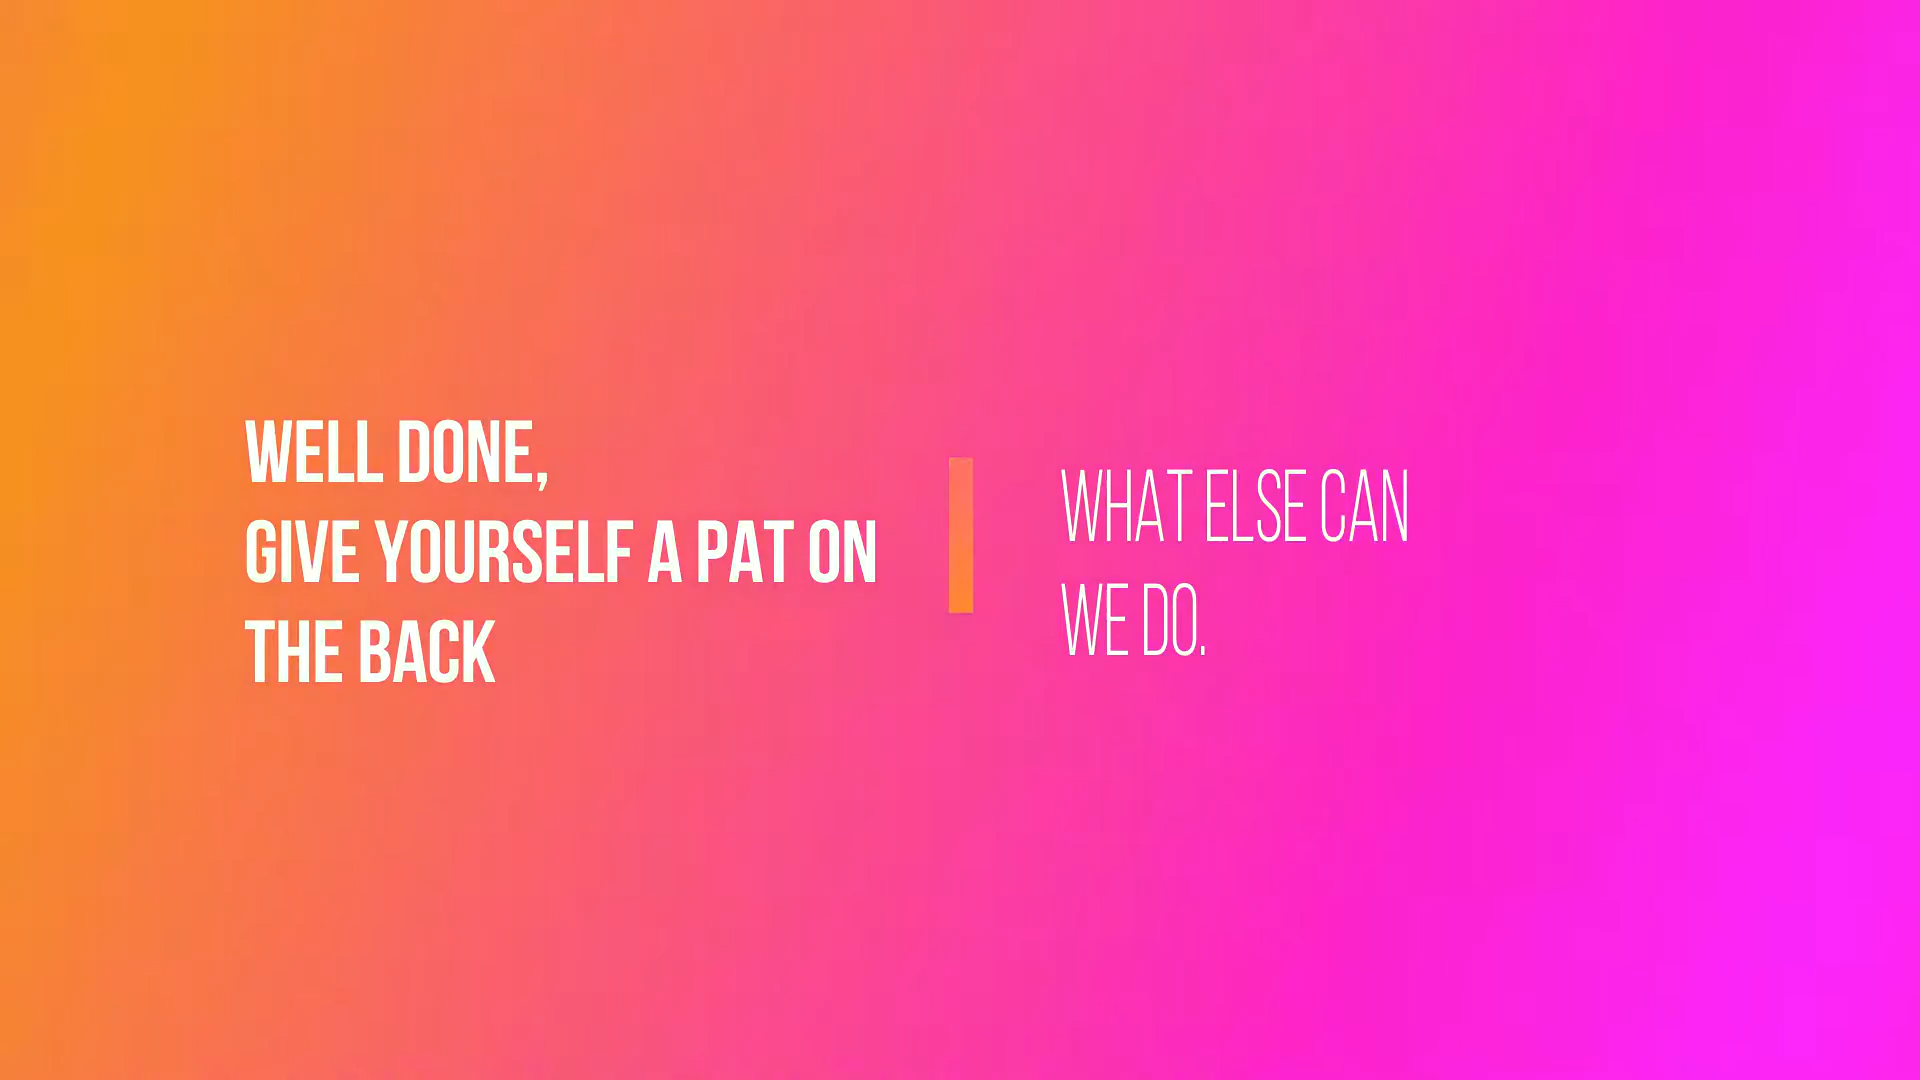 WELL DONE,
GIVE YOURSELF A PAT ON
THE BACK
WHAT ELSE CAN
WE DO.